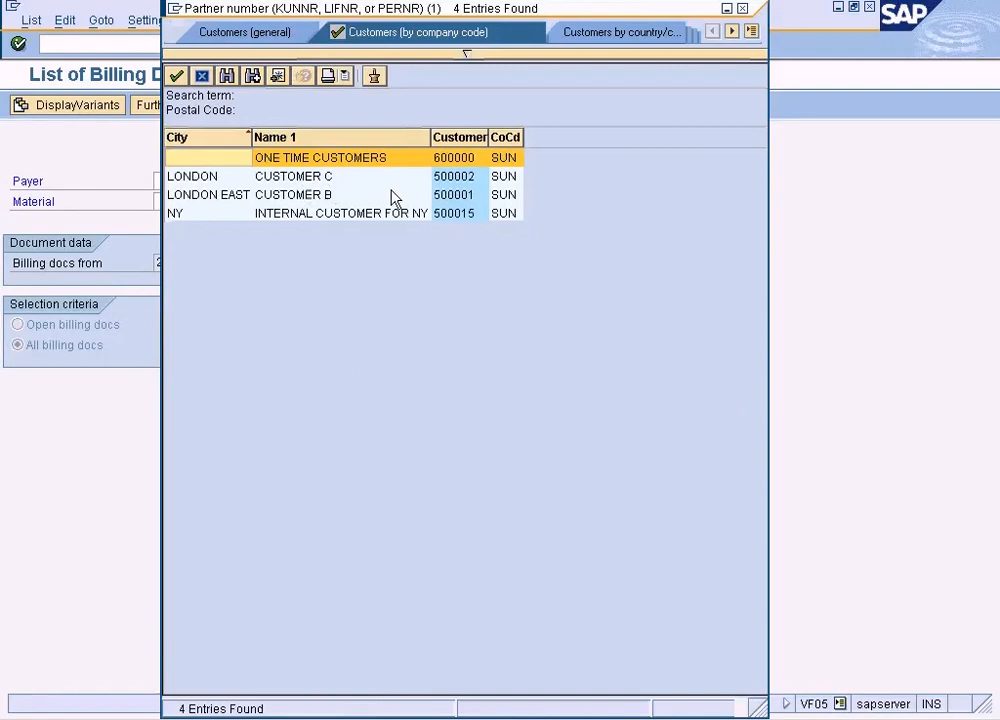 Partner number (KUNNR, LIFNR, or PERNR) (1) 4 Entries Found
List Edit Goto
SAP
Customers (general) Customers (by company code) Customers by country/c...
List of Billing
DisplayVariants
Search term:
Postal Code:
City Name 1 Customer CoCd
ONE TIME CUSTOMERS 600000 SUN
LONDON CUSTOMER C 500002 SUN
LONDON EAST CUSTOMER B 500001 SUN
NY INTERNAL CUSTOMER FOR NY 500015 SUN
Payer
Material
Document data
Billing docs from
Selection criteria
Open billing docs
All billing docs
4 Entries Found
VF05 sapserver INS